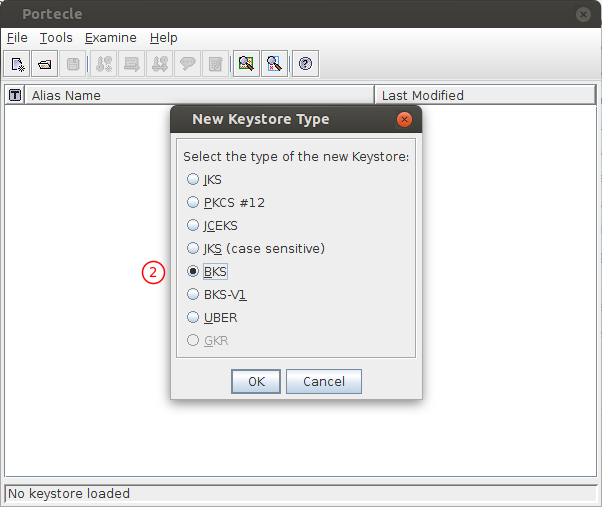 Portecle
File Tools Examine Help
T Alias Name Last Modified
New Keystore Type
Select the type of the new Keystore:
JKS
PKCS #12
JCEKS
JKS (case sensitive)
2 BKS
BKS-V1
UBER
GKR
OK Cancel
No keystore loaded